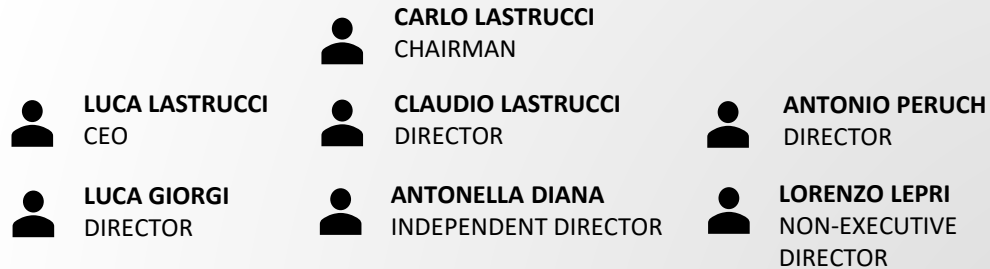 CARLO LASTRUCCI
CHAIRMAN
LUCA LASTRUCCI
CEO
CLAUDIO LASTRUCCI
DIRECTOR
ANTONIO PERUCH
DIRECTOR
LUCA GIORGI
DIRECTOR
ANTONELLA DIANA
INDEPENDENT DIRECTOR
LORENZO LEPRI
NON-EXECUTIVE
DIRECTOR